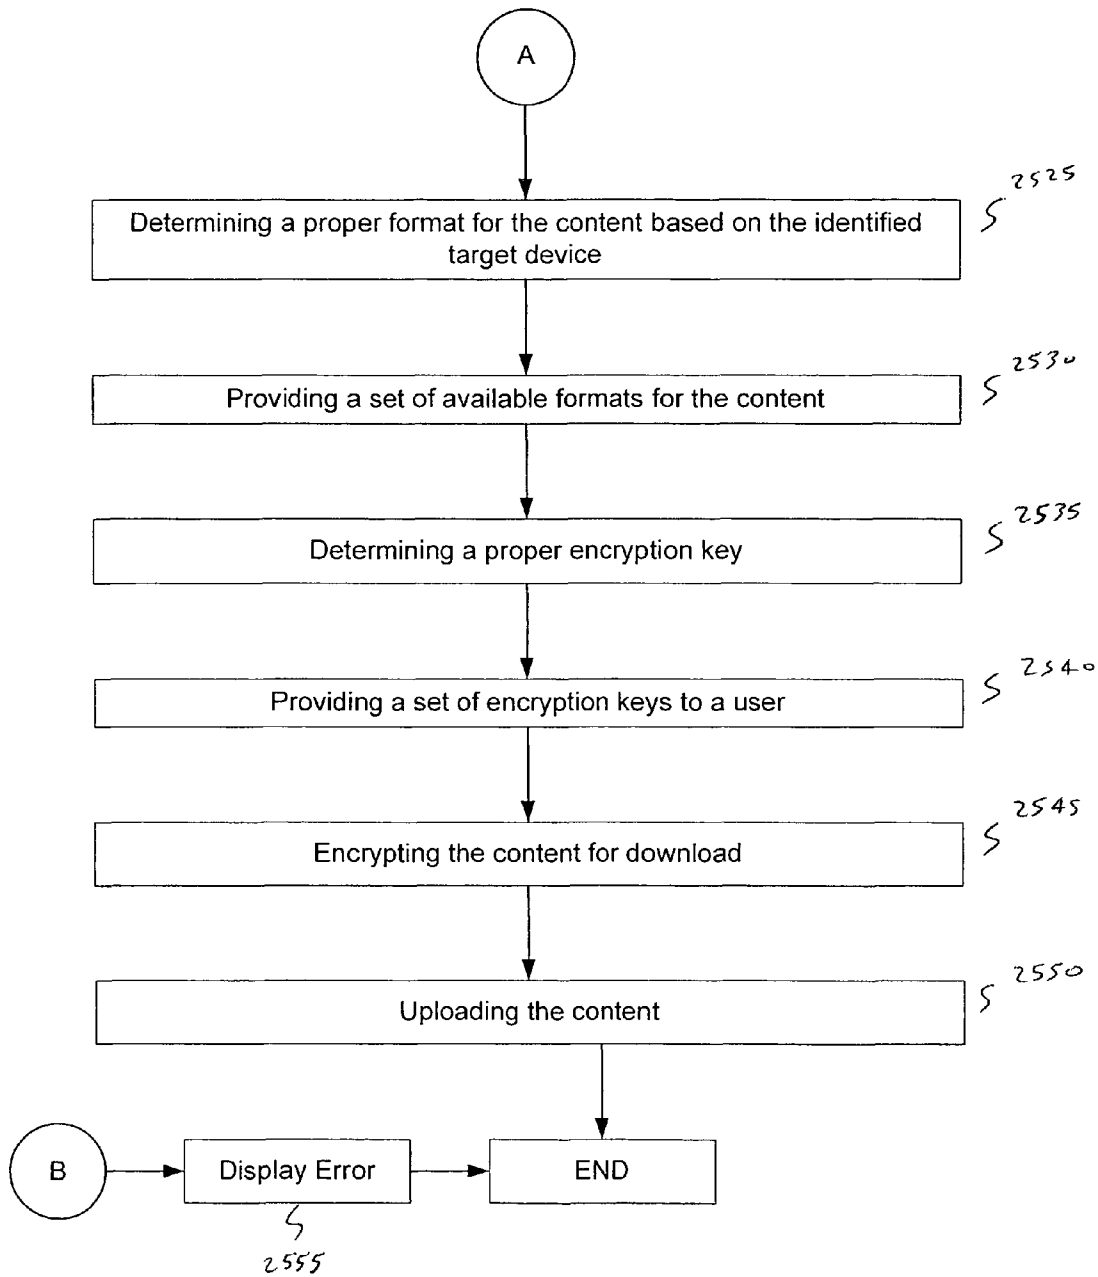 A
2525
Determining a proper format for the content based on the identified
target device
2530
Providing a set of available formats for the content
2535
Determining a proper encryption key
2540
Providing a set of encryption keys to a user
2545
Encrypting the content for download
2550
Uploading the content
B
Display Error
END
2555